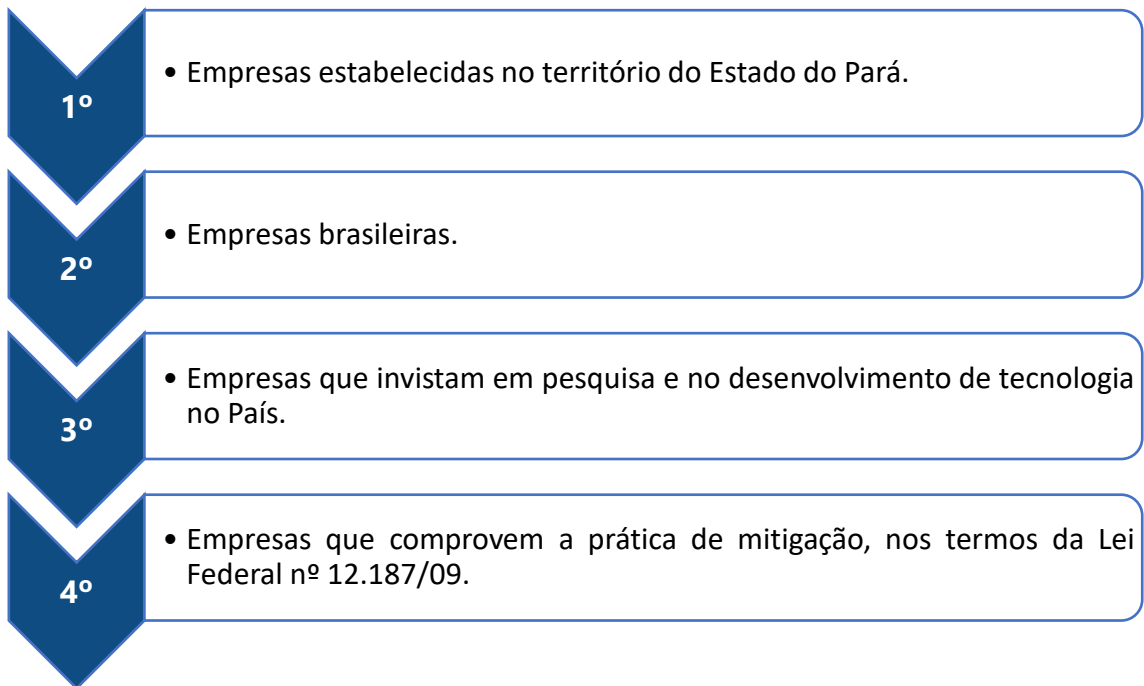 1º
• Empresas estabelecidas no território do Estado do Pará.
2º
• Empresas brasileiras.
3º
• Empresas que invistam em pesquisa e no desenvolvimento de tecnologia
no País.
4º
• Empresas que comprovem a prática de mitigação, nos termos da Lei
Federal nº 12.187/09.